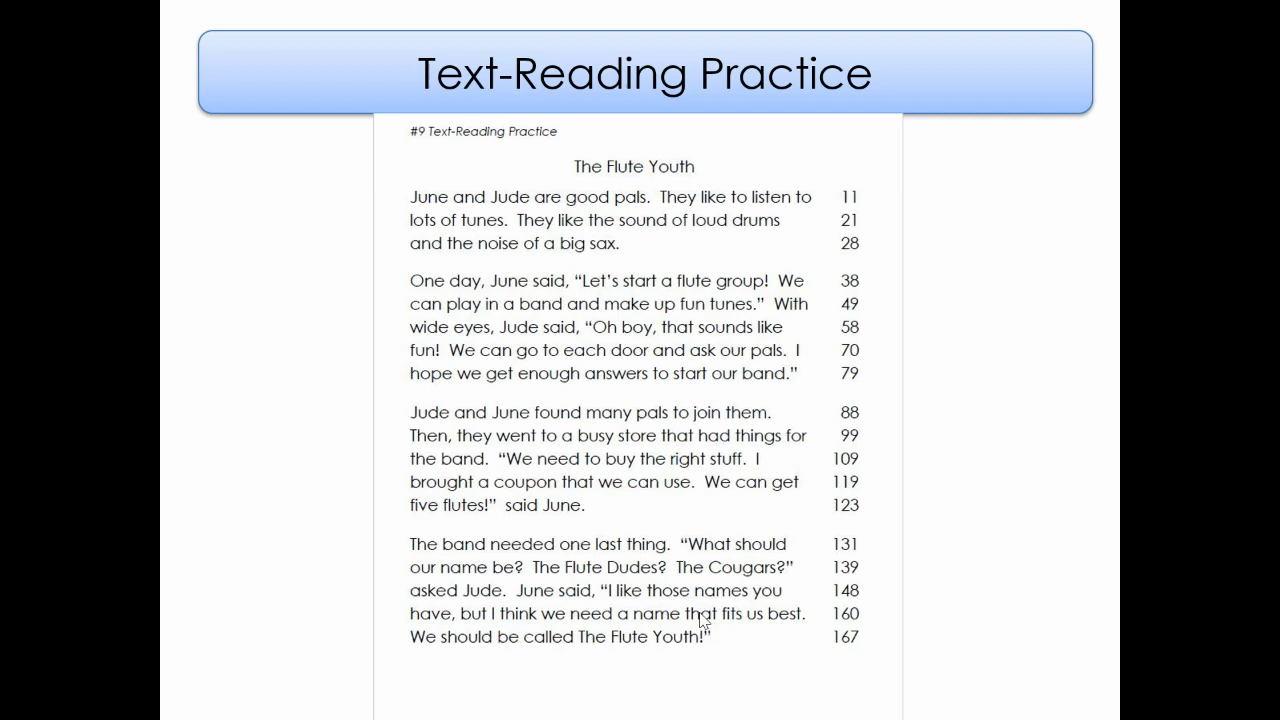 Text-Reading Practice
#9 Text-Reading Practice
The Flute Youth
June and Jude are good pals.  They like to listen to 11
lots of tunes.  They like the sound of loud drums 21
and the noise of a big sax. 28
One day, June said, “Let’s start a flute group!  We 38
can play in a band and make up fun tunes.”  With 49
wide eyes, Jude said, “Oh boy, that sounds like 58
fun!  We can go to each door and ask our pals.  I 70
hope we get enough answers to start our band.” 79
Jude and June found many pals to join them. 88
Then, they went to a busy store that had things for 99
the band.  “We need to buy the right stuff.  I 109
brought a coupon that we can use.  We can get 119
five flutes!”  said June. 123
The band needed one last thing.  “What should 131
our name be?  The Flute Dudes?  The Cougars?” 139
asked Jude.  June said, “I like those names you 148
have, but I think we need a name that fits us best. 160
We should be called The Flute Youth!” 167